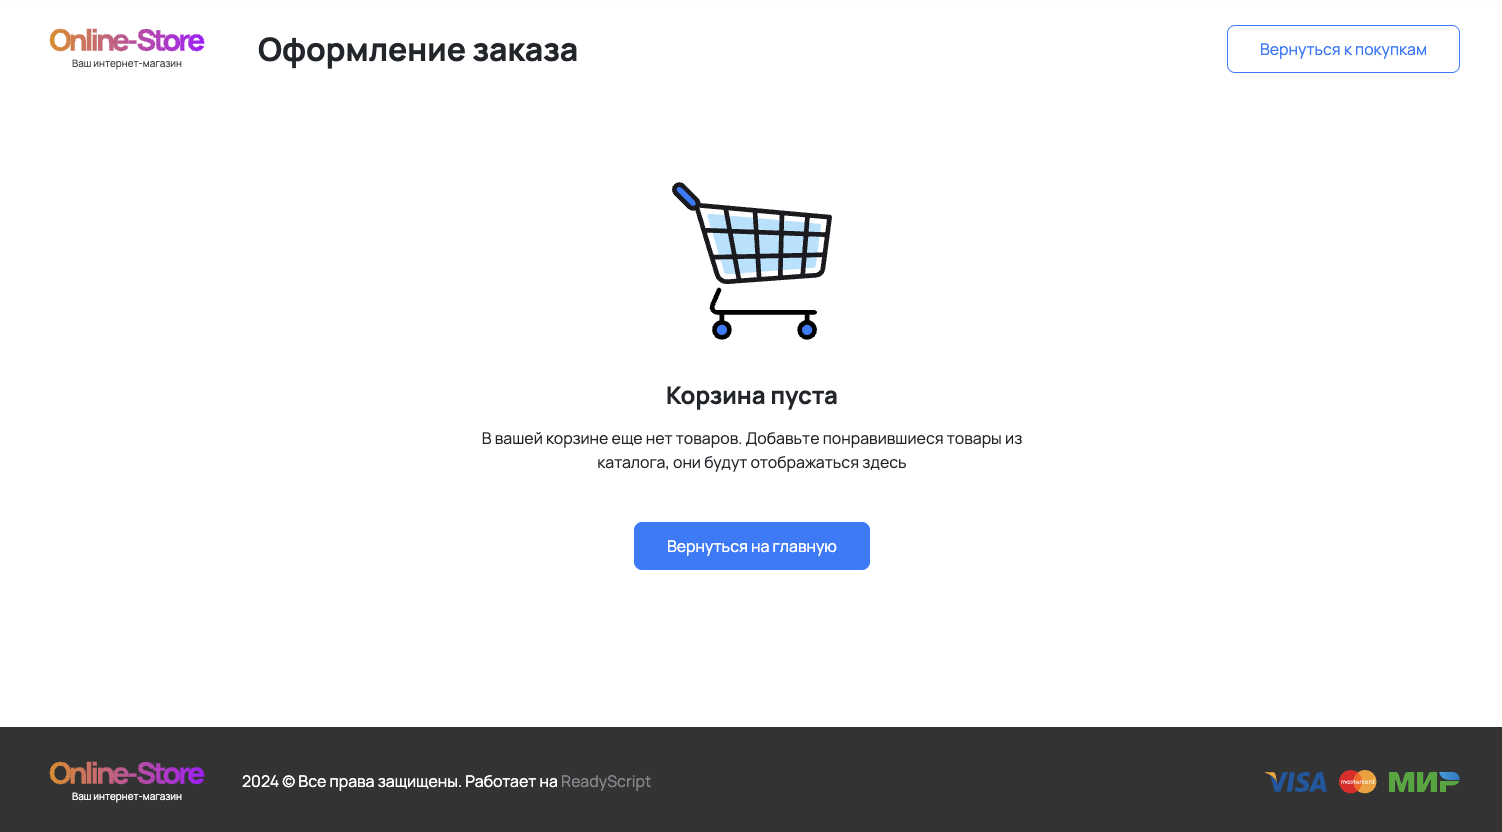 Online-Store
Ваш интернет-магазин
Оформление заказа
Вернуться к покупкам
Корзина пуста
В вашей корзине еще нет товаров. Добавьте понравившиеся товары из
каталога, они будут отображаться здесь
Вернуться на главную
Online-Store
Ваш интернет-магазин
2024 © Все права защищены. Работает на ReadyScript
VISA
mastercard
МИР